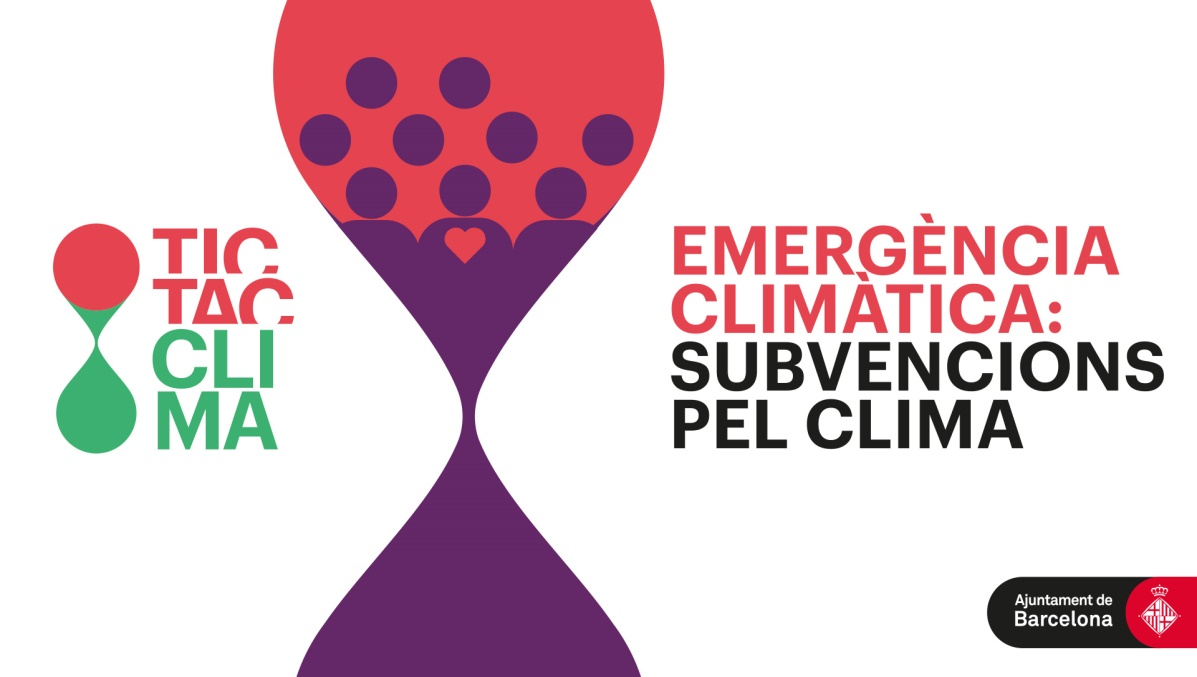 TIC
TAC
CLI
MA
EMERGÈNCIA
CLIMÀTICA:
SUBVENCIONS
PEL CLIMA
Ajuntament de
Barcelona